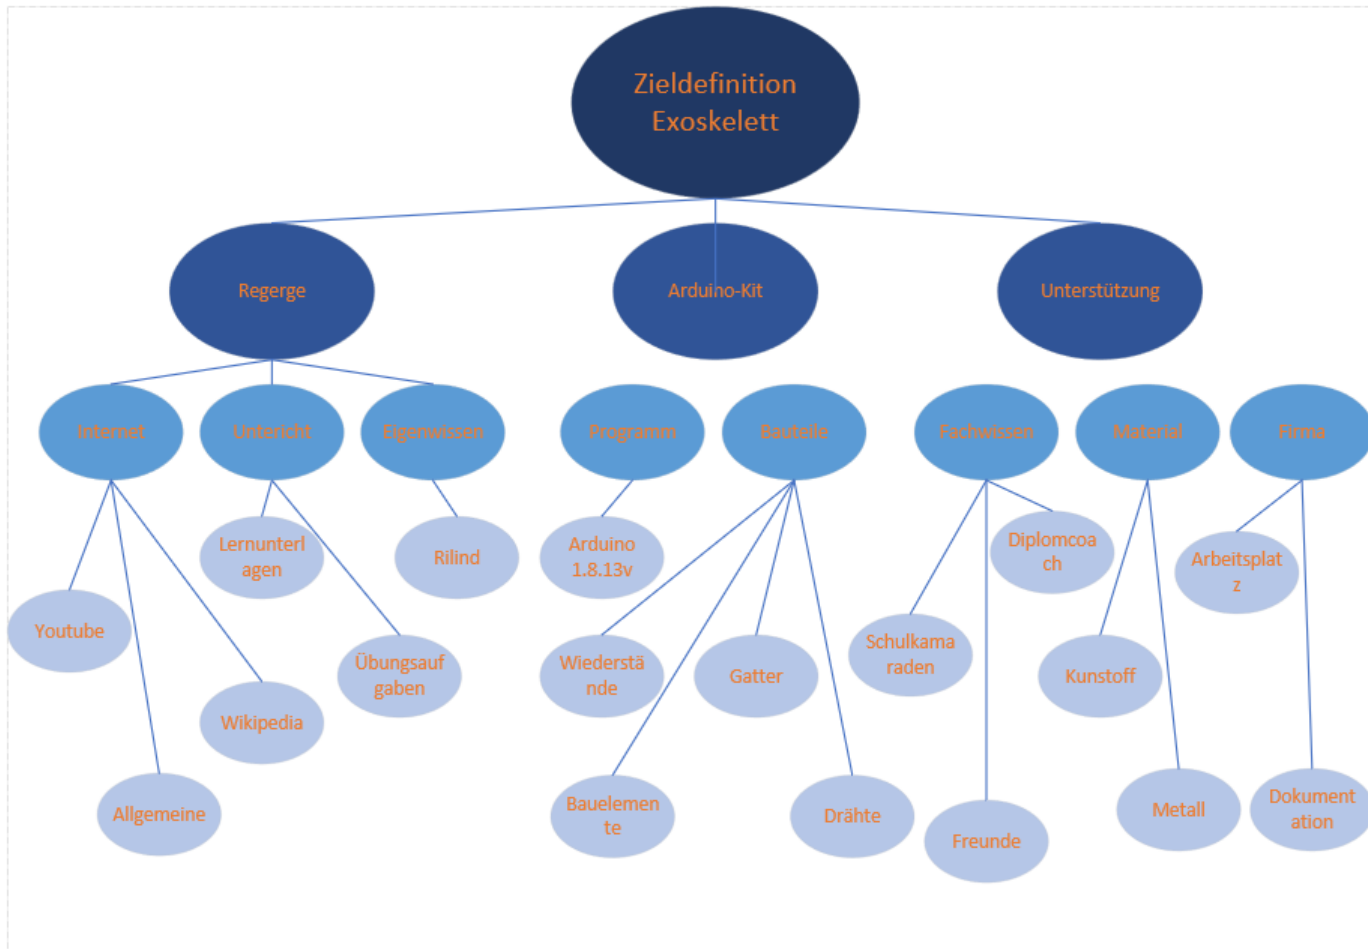 Zieldefinition
Exoskelett
Regerge
Arduino-Kit
Unterstützung
Internet
Untericht
Eigenwissen
Programm
Bauteile
Fachwissen
Material
Firma
Lernunterl
agen
Rilind
Arduino
1.8.13v
Diplomcoa
ch
Arbeitsplat
z
Youtube
Übungsauf
gaben
Wiederstä
nde
Gatter
Schulkama
raden
Kunstoff
Wikipedia
Allgemeine
Baueleme­n
te
Drähte
Freunde
Metall
Dokument
ation